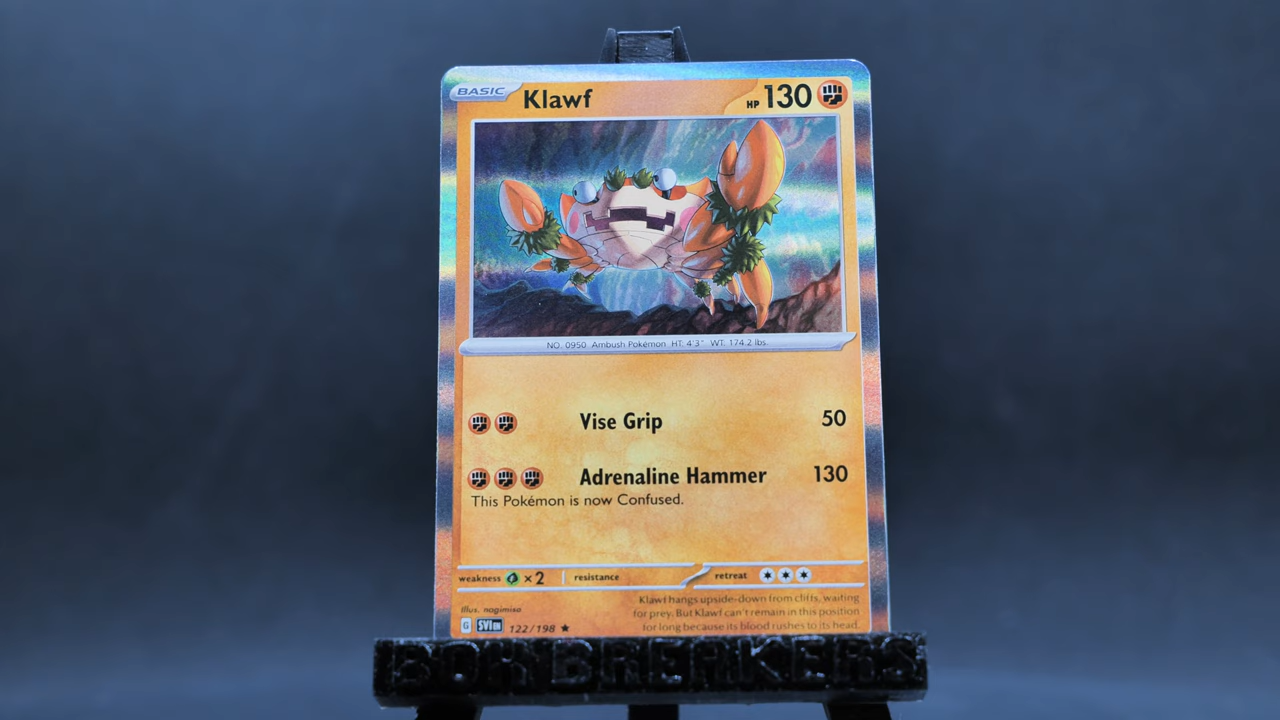 BASIC Klawf HP 130
NO. 0950 Ambush Pokémon HT: 4'3" WT: 174.2 lbs.
Vise Grip 50
Adrenaline Hammer 130
This Pokémon is now Confused.
weakness ×2 resistance retreat
Klawf hangs upside-down from cliffs, waiting
for prey. But Klawf can't remain in this position
for long because its blood rushes to its head.
Illus. nagimiso
G SVI EN 122/198
BOXBREAKERS